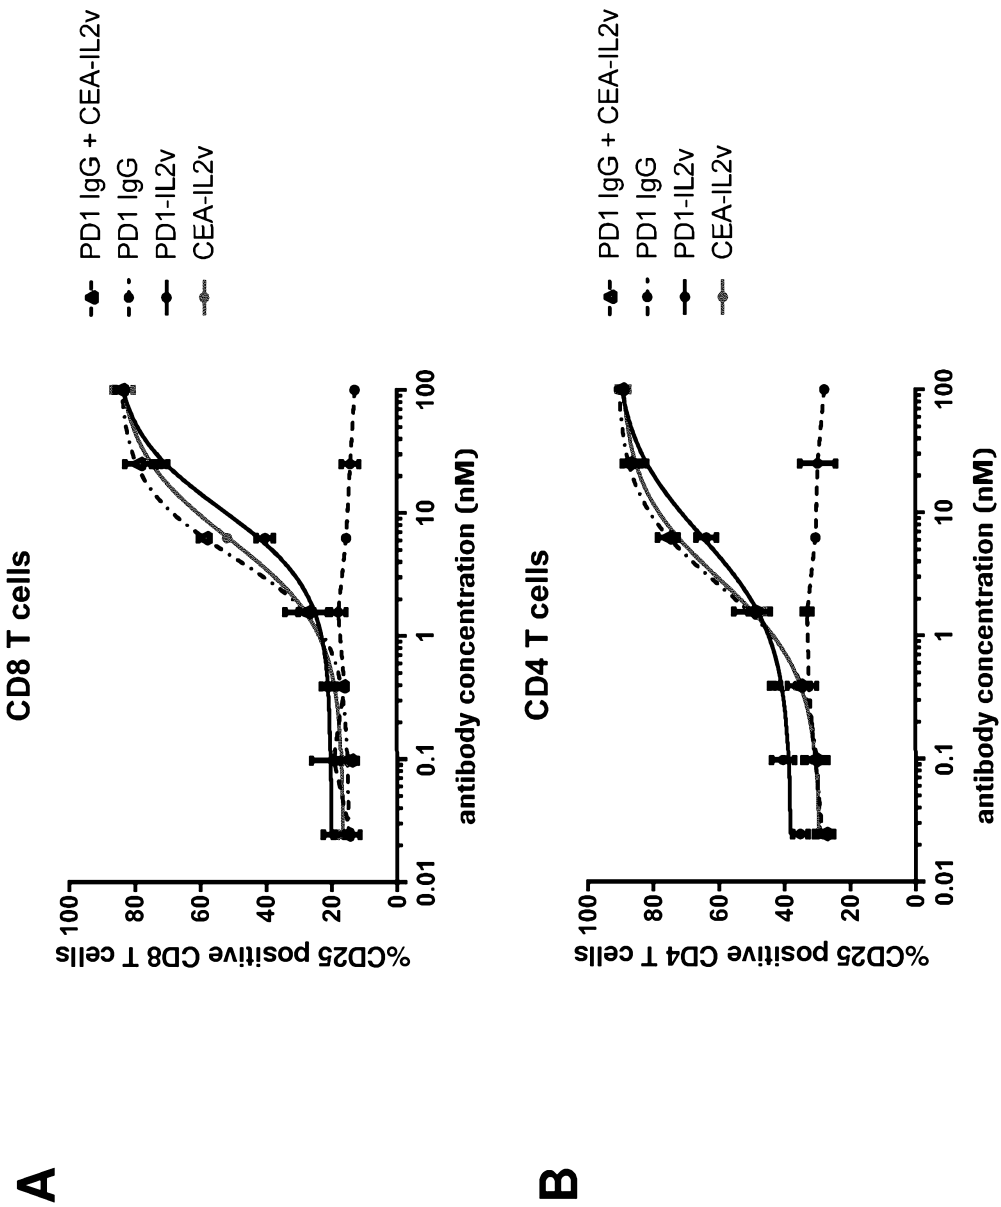 A
CD8 T cells
%CD25 positive CD8 T cells
100
80
60
40
20
0
0.01
0.1
1
10
100
antibody concentration (nM)
PD1 IgG + CEA-IL2v
PD1 IgG
PD1-IL2v
CEA-IL2v
B
CD4 T cells
%CD25 positive CD4 T cells
100
80
60
40
20
0
0.01
0.1
1
10
100
antibody concentration (nM)
PD1 IgG + CEA-IL2v
PD1 IgG
PD1-IL2v
CEA-IL2v